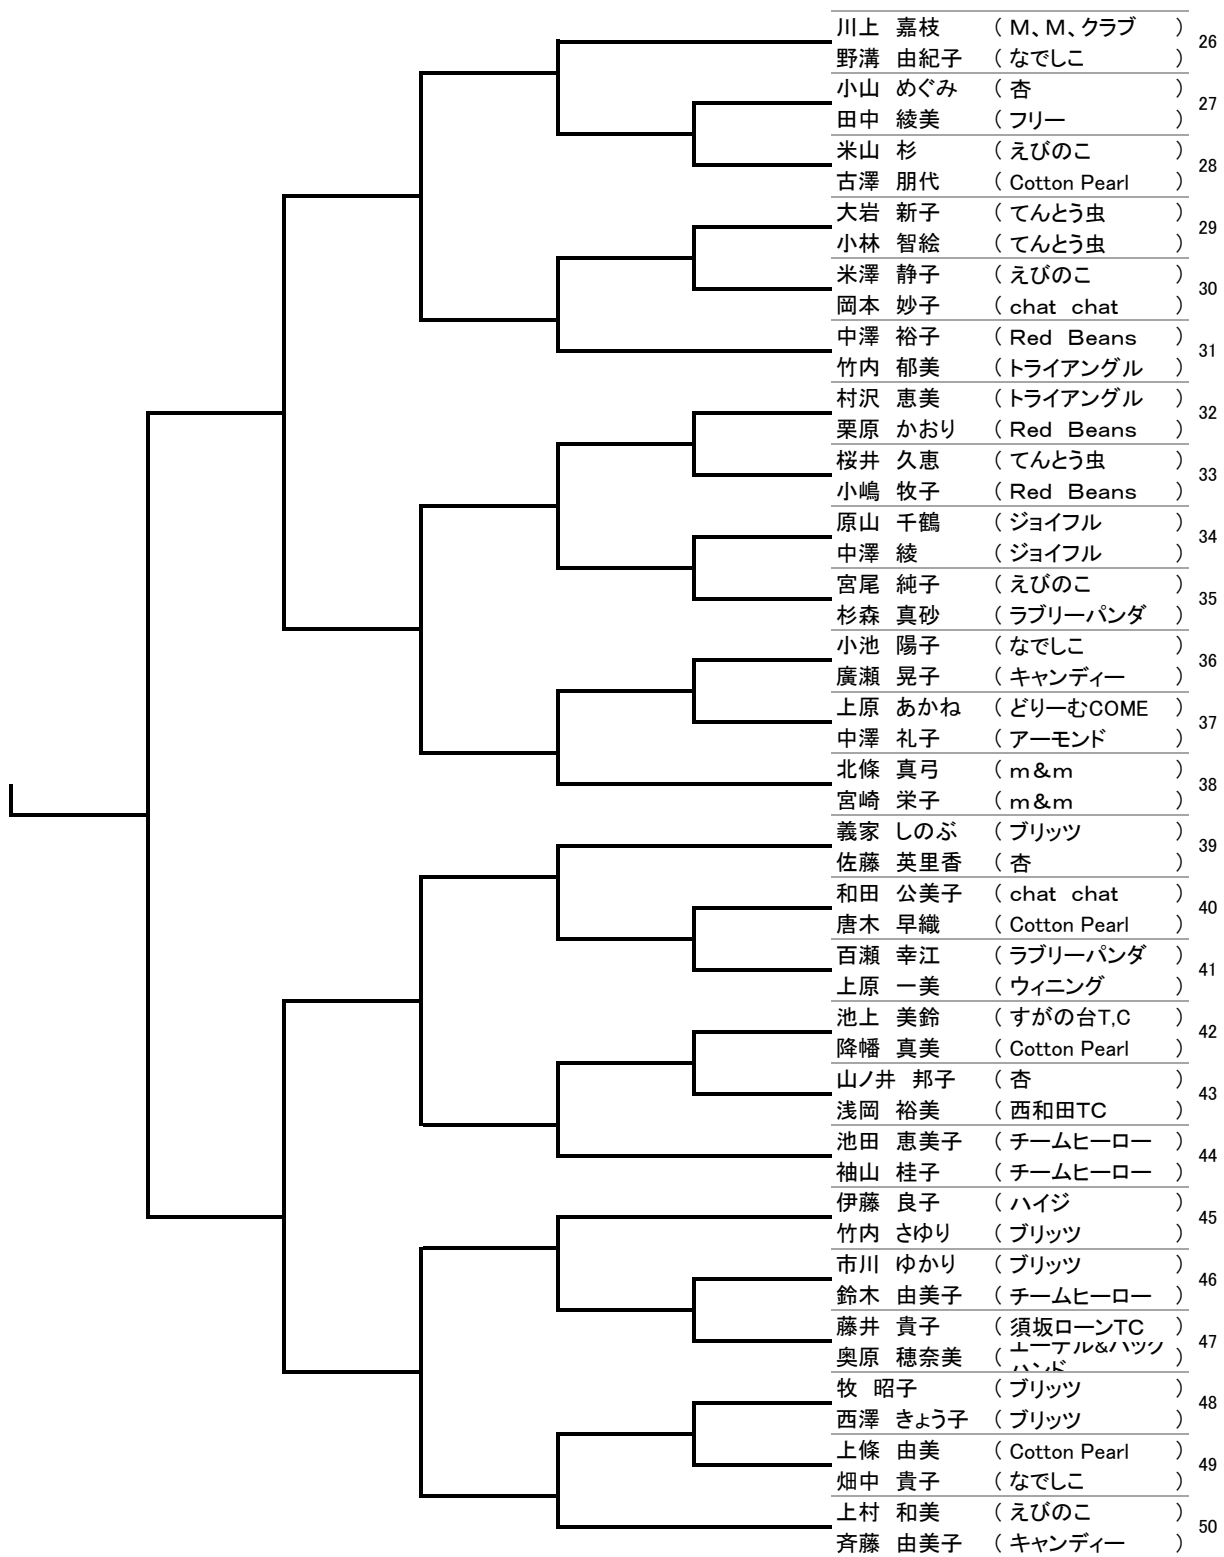 川上 嘉枝 ( M、M、クラブ )
26
野溝 由紀子 ( なでしこ )
小山 めぐみ ( 杏 )
27
田中 綾美 ( フリー )
米山 杉 ( えびのこ )
28
古澤 朋代 ( Cotton Pearl )
大岩 新子 ( てんとう虫 )
29
小林 智絵 ( てんとう虫 )
米澤 静子 ( えびのこ )
30
岡本 妙子 ( chat chat )
中澤 裕子 ( Red Beans )
31
竹内 郁美 ( トライアングル )
村沢 恵美 ( トライアングル )
32
栗原 かおり ( Red Beans )
桜井 久恵 ( てんとう虫 )
33
小嶋 牧子 ( Red Beans )
原山 千鶴 ( ジョイフル )
34
中澤 綾 ( ジョイフル )
宮尾 純子 ( えびのこ )
35
杉森 真砂 ( ラブリーパンダ )
小池 陽子 ( なでしこ )
36
廣瀬 晃子 ( キャンディー )
上原 あかね ( どりーむCOME )
37
中澤 礼子 ( アーモンド )
北條 真弓 ( m&m )
38
宮崎 栄子 ( m&m )
義家 しのぶ ( ブリッツ )
39
佐藤 英里香 ( 杏 )
和田 公美子 ( chat chat )
40
唐木 早織 ( Cotton Pearl )
百瀬 幸江 ( ラブリーパンダ )
41
上原 一美 ( ウィニング )
池上 美鈴 ( すがの台T,C )
42
降幡 真美 ( Cotton Pearl )
山ノ井 邦子 ( 杏 )
43
浅岡 裕美 ( 西和田TC )
池田 恵美子 ( チームヒーロー )
44
袖山 桂子 ( チームヒーロー )
伊藤 良子 ( ハイジ )
45
竹内 さゆり ( ブリッツ )
市川 ゆかり ( ブリッツ )
46
鈴木 由美子 ( チームヒーロー )
藤井 貴子 ( 須坂ローンTC )
47
奥原 穂奈美 ( )
牧 昭子 ( ブリッツ )
48
西澤 きょう子 ( ブリッツ )
上條 由美 ( Cotton Pearl )
49
畑中 貴子 ( なでしこ )
上村 和美 ( えびのこ )
50
斉藤 由美子 ( キャンディー )